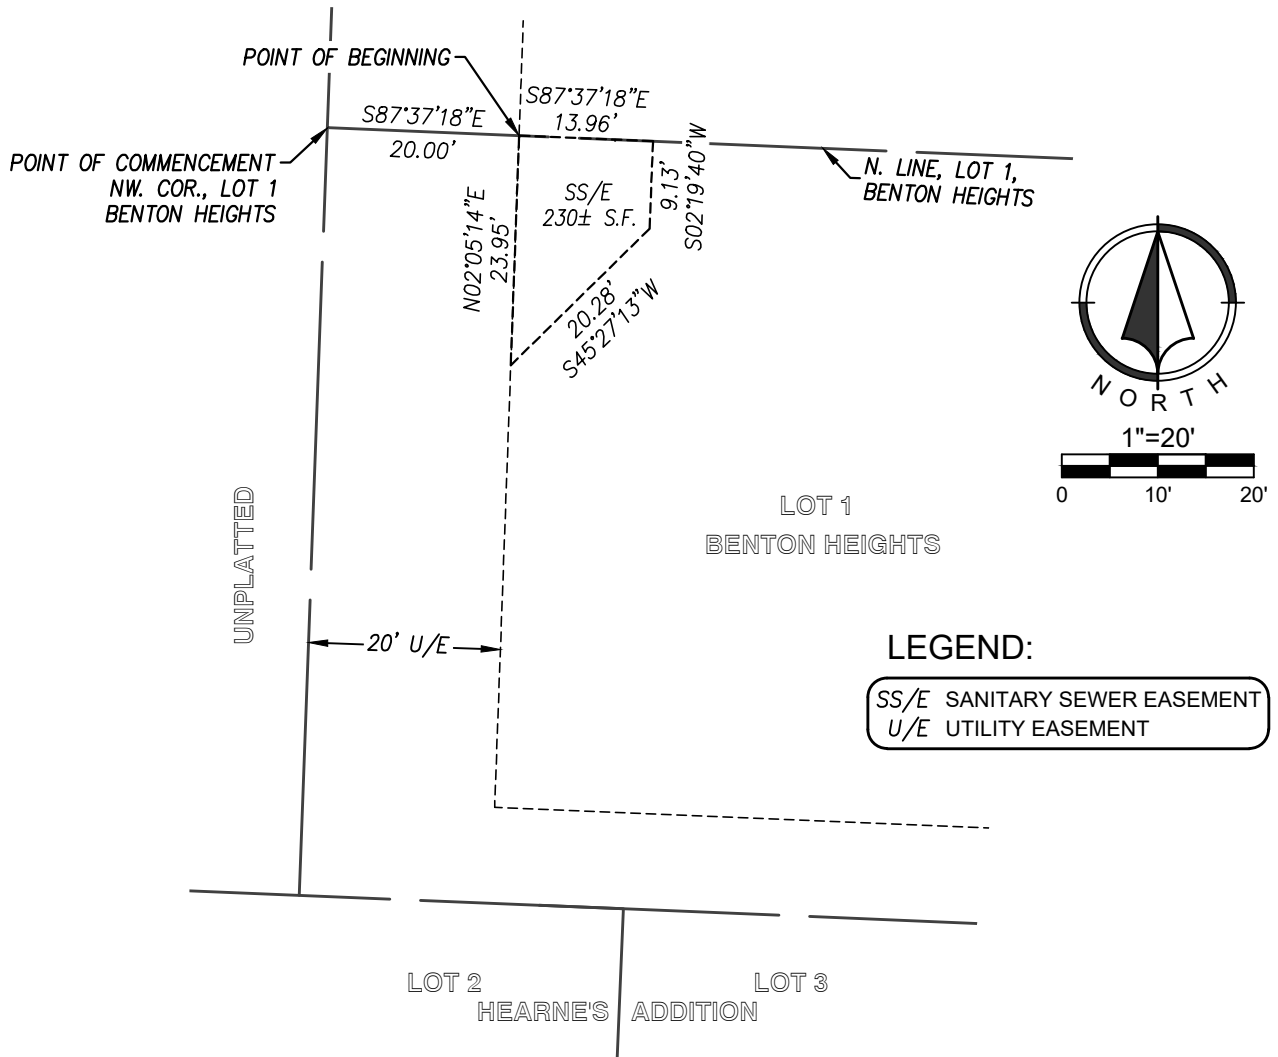 POINT OF BEGINNING
S87°37'18"E
13.96'
S87°37'18"E
20.00'
POINT OF COMMENCEMENT
NW. COR., LOT 1
BENTON HEIGHTS
N. LINE, LOT 1,
BENTON HEIGHTS
SS/E
230± S.F.
9.13'
S02°19'40"W
N02°05'14"E
23.95'
20.28'
S45°27'13"W
NORTH
1"=20'
0 10' 20'
UNPLATTED
LOT 1
BENTON HEIGHTS
20' U/E
LEGEND:
SS/E SANITARY SEWER EASEMENT
U/E UTILITY EASEMENT
LOT 2
LOT 3
HEARNE'S ADDITION